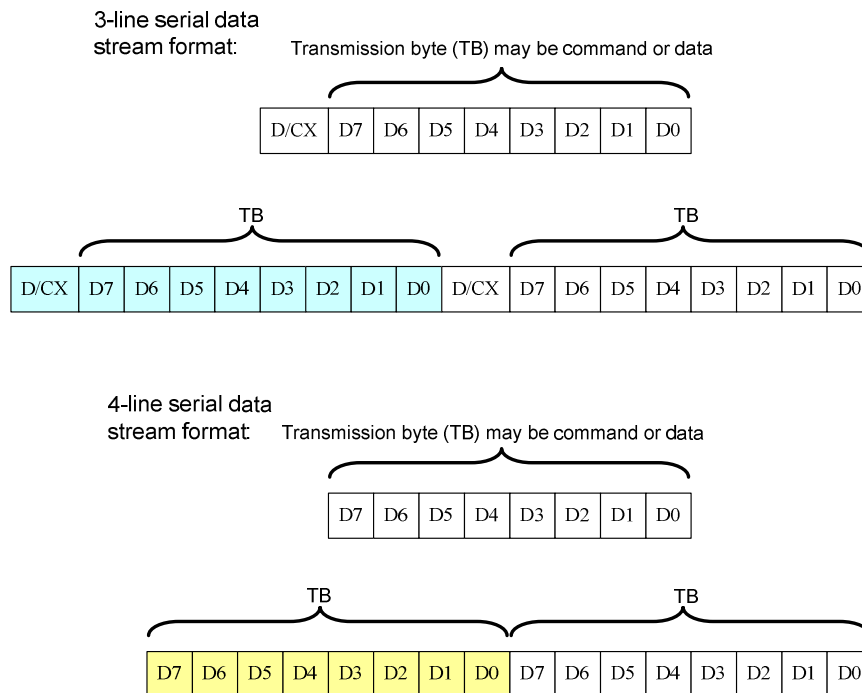 3-line serial data
stream format:
Transmission byte (TB) may be command or data
D/CX D7 D6 D5 D4 D3 D2 D1 D0
TB TB
D/CX D7 D6 D5 D4 D3 D2 D1 D0 D/CX D7 D6 D5 D4 D3 D2 D1 D0
4-line serial data
stream format:
Transmission byte (TB) may be command or data
D7 D6 D5 D4 D3 D2 D1 D0
TB TB
D7 D6 D5 D4 D3 D2 D1 D0 D7 D6 D5 D4 D3 D2 D1 D0